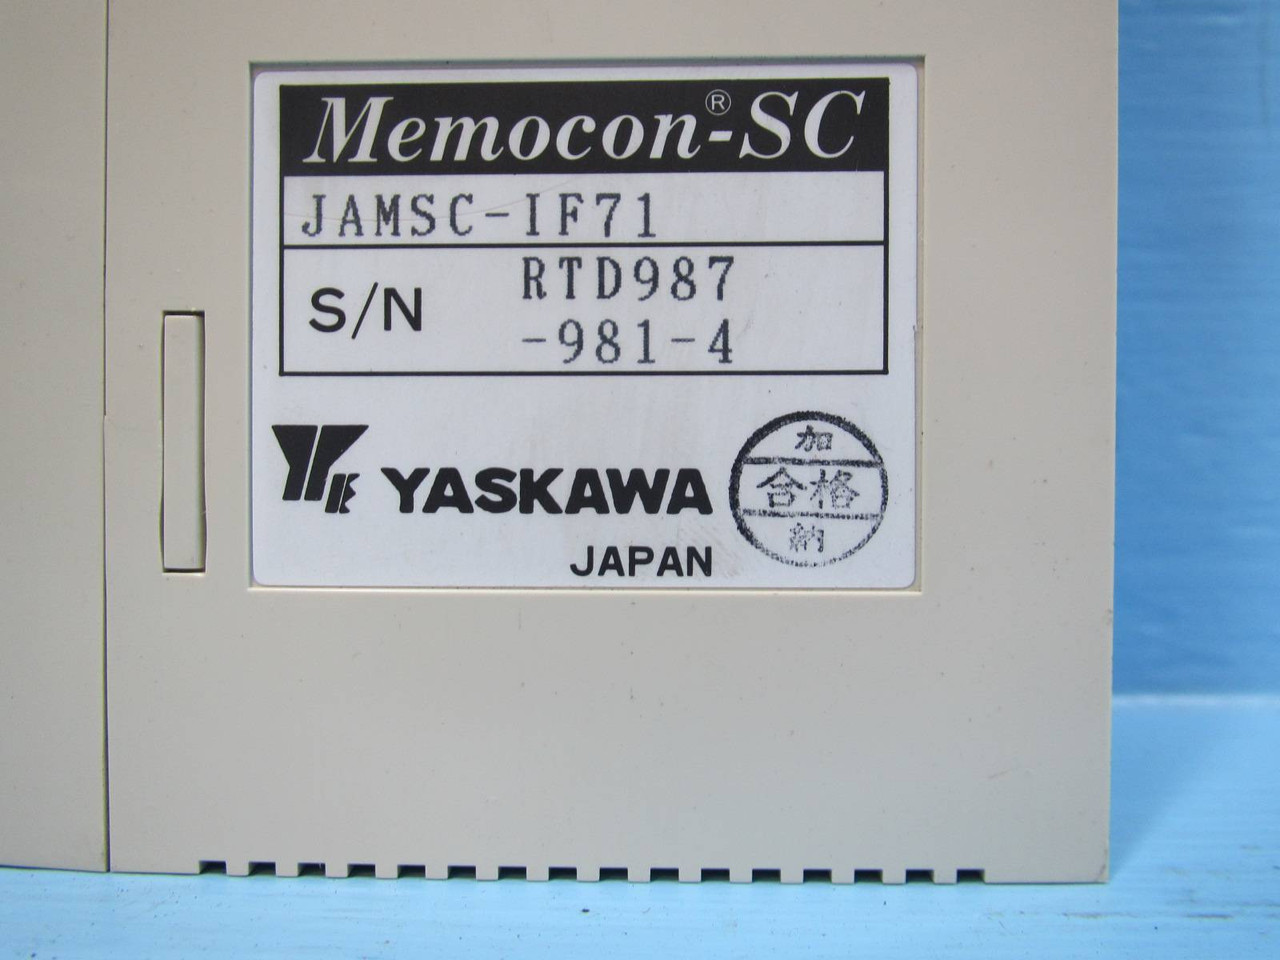 Memocon®-SC
JAMSC-IF71
S/N RTD987
-981-4
YASKAWA
JAPAN
加
合格
納